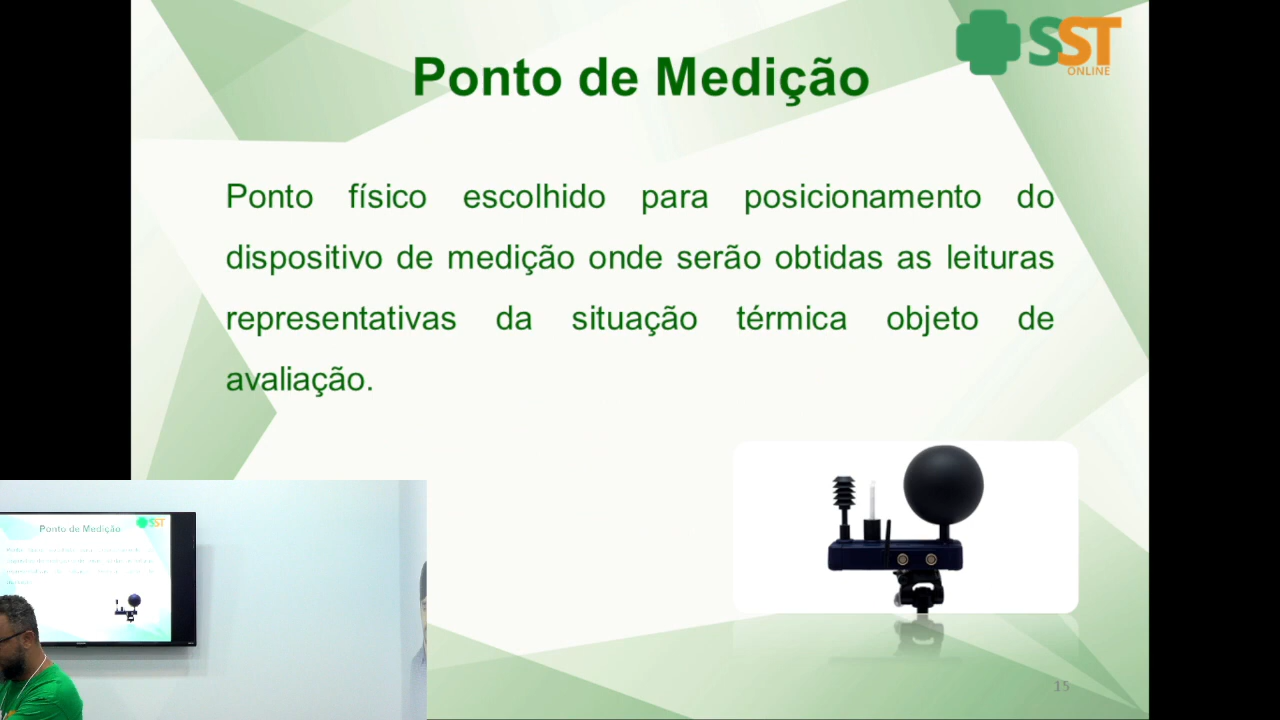 Ponto de Medição
SST
ONLINE
Ponto físico escolhido para posicionamento do
dispositivo de medição onde serão obtidas as leituras
representativas da situação térmica objeto de
avaliação.
15
Ponto de Medição
SST